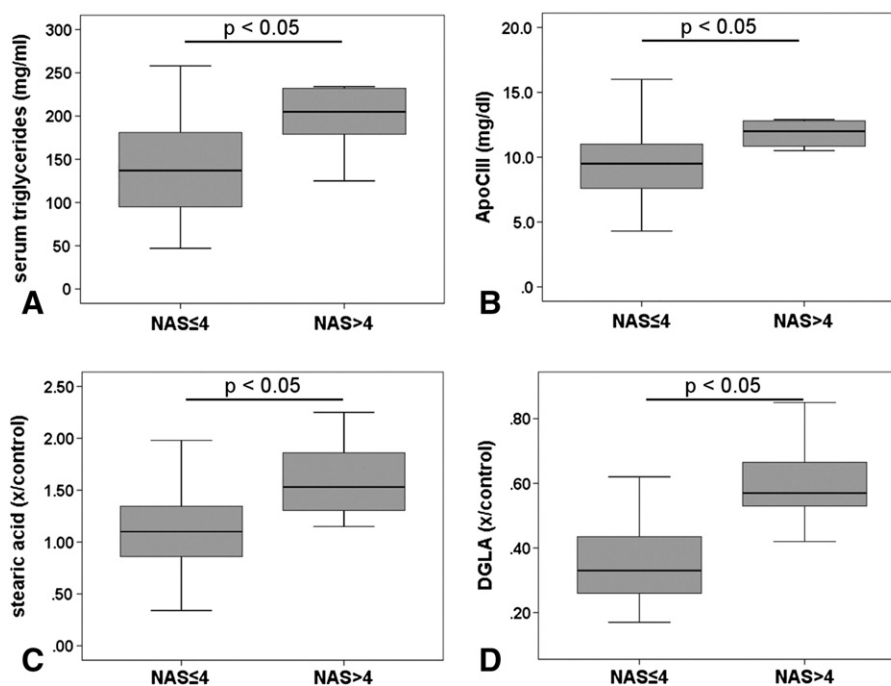 p < 0.05
300
250
200
150
100
50
0
serum triglycerides (mg/ml)
A
NAS≤4
NAS>4
p < 0.05
20.0
15.0
10.0
5.0
.0
ApoCIII (mg/dl)
B
NAS≤4
NAS>4
p < 0.05
2.50
2.00
1.50
1.00
.50
.00
stearic acid (x/control)
C
NAS≤4
NAS>4
p < 0.05
.80
.60
.40
.20
DGLA (x/control)
D
NAS≤4
NAS>4